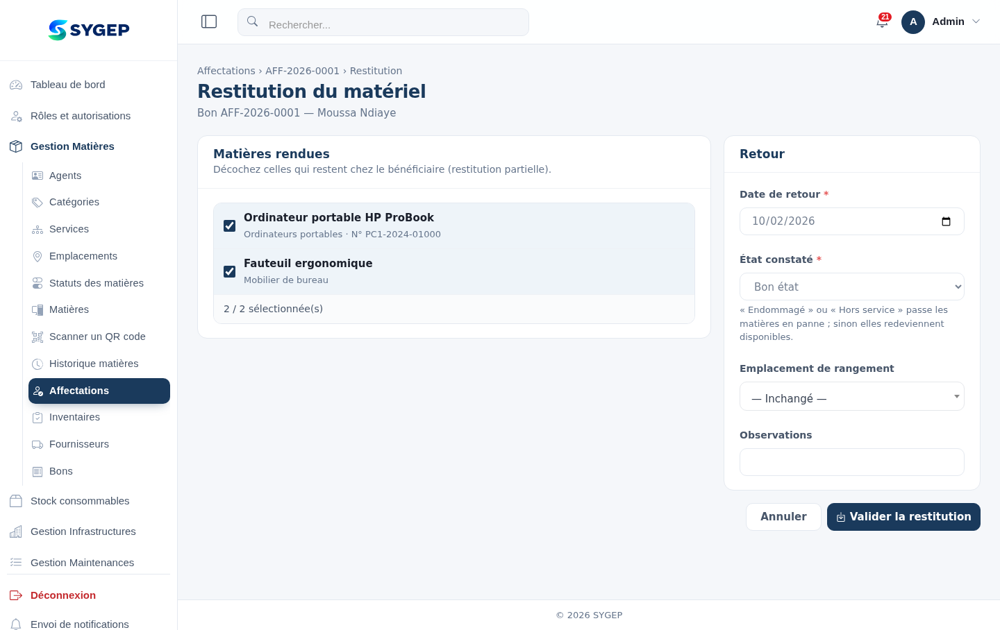 SYGEP
Rechercher...
21
A
Admin
Tableau de bord
Rôles et autorisations
Gestion Matières
Agents
Catégories
Services
Emplacements
Statuts des matières
Matières
Scanner un QR code
Historique matières
Affectations
Inventaires
Fournisseurs
Bons
Stock consommables
Gestion Infrastructures
Gestion Maintenances
Déconnexion
Envoi de notifications
Affectations › AFF-2026-0001 › Restitution
Restitution du matériel
Bon AFF-2026-0001 — Moussa Ndiaye
Matières rendues
Décochez celles qui restent chez le bénéficiaire (restitution partielle).
Ordinateur portable HP ProBook
Ordinateurs portables · N° PC1-2024-01000
Fauteuil ergonomique
Mobilier de bureau
2 / 2 sélectionnée(s)
Retour
Date de retour *
10/02/2026
État constaté *
Bon état
« Endommagé » ou « Hors service » passe les
matières en panne ; sinon elles redeviennent
disponibles.
Emplacement de rangement
— Inchangé —
Observations
Annuler
Valider la restitution
© 2026 SYGEP